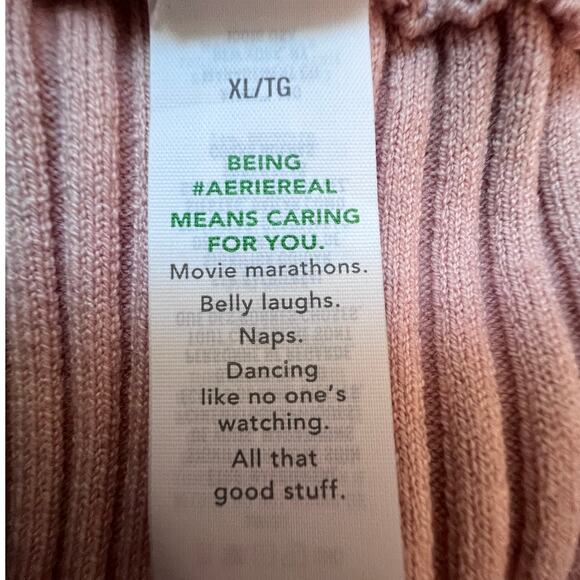 XL/TG
BEING
#AERIEREAL
MEANS CARING
FOR YOU.
Movie marathons.
Belly laughs.
Naps.
Dancing
like no one's
watching.
All that
good stuff.